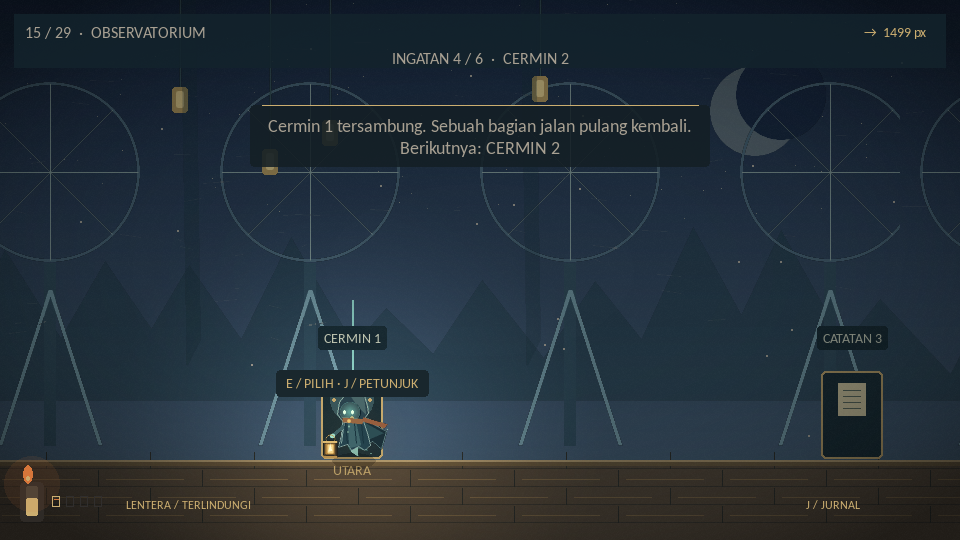 15 / 29 · OBSERVATORIUM
→ 1499 px
INGATAN 4 / 6 · CERMIN 2
Cermin 1 tersambung. Sebuah bagian jalan pulang kembali.
Berikutnya: CERMIN 2
CERMIN 1
CATATAN 3
E / PILIH · J / PETUNJUK
UTARA
LENTERA / TERLINDUNGI
J / JURNAL